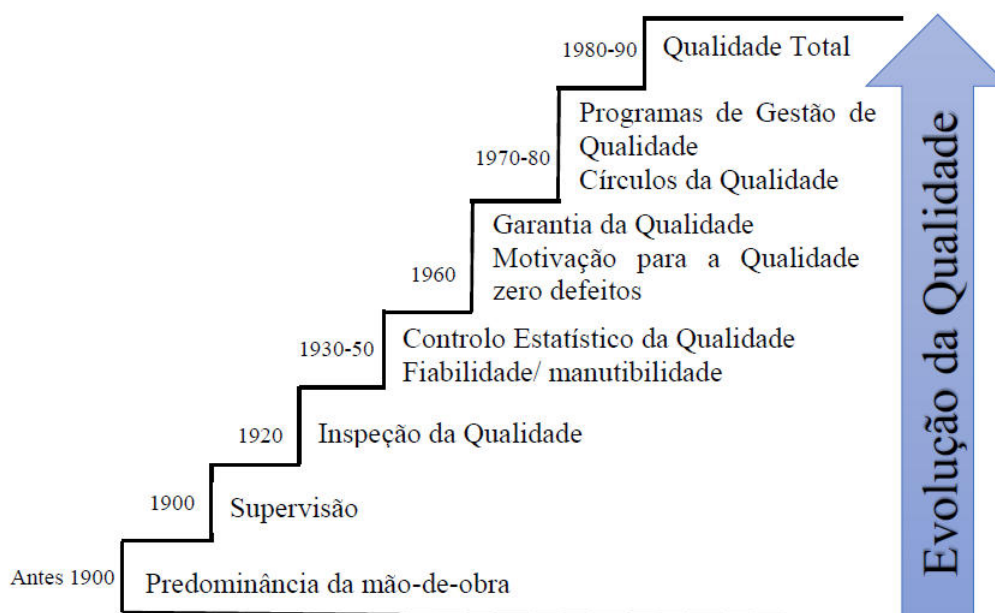 1980-90
Qualidade Total
Programas de Gestão de
Qualidade
1970-80
Círculos da Qualidade
Garantia da Qualidade
1960
Motivação para a Qualidade
zero defeitos
1930-50
Controlo Estatístico da Qualidade
Fiabilidade/ manutibilidade
1920
Inspeção da Qualidade
1900
Supervisão
Antes 1900
Predominância da mão-de-obra
Evolução da Qualidade